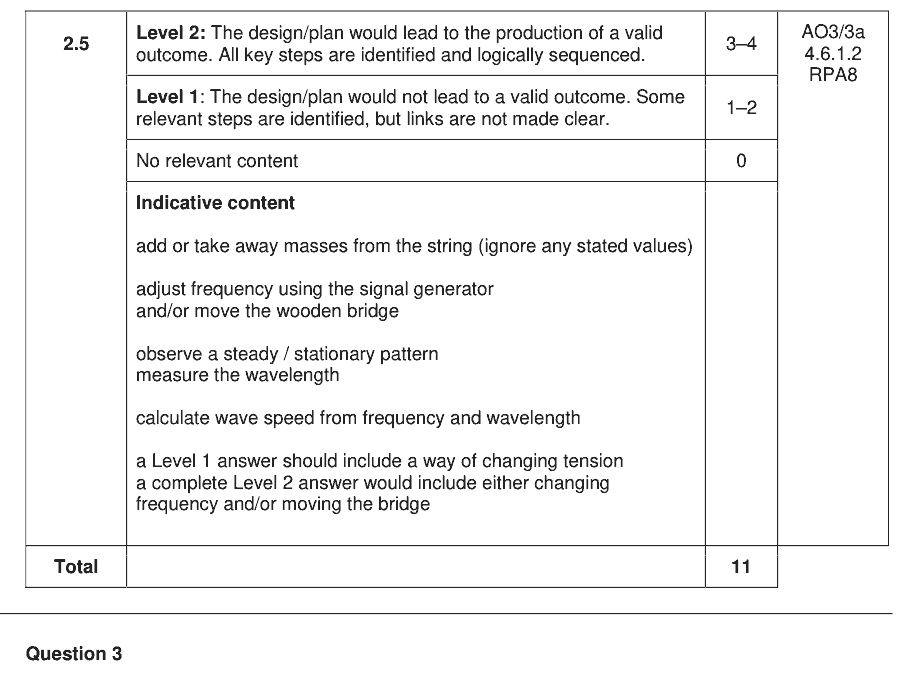 2.5
Level 2: The design/plan would lead to the production of a valid
outcome. All key steps are identified and logically sequenced.
3–4
AO3/3a
4.6.1.2
RPA8
Level 1: The design/plan would not lead to a valid outcome. Some
relevant steps are identified, but links are not made clear.
1–2
No relevant content
0
Indicative content
add or take away masses from the string (ignore any stated values)
adjust frequency using the signal generator
and/or move the wooden bridge
observe a steady / stationary pattern
measure the wavelength
calculate wave speed from frequency and wavelength
a Level 1 answer should include a way of changing tension
a complete Level 2 answer would include either changing
frequency and/or moving the bridge
Total
11
Question 3